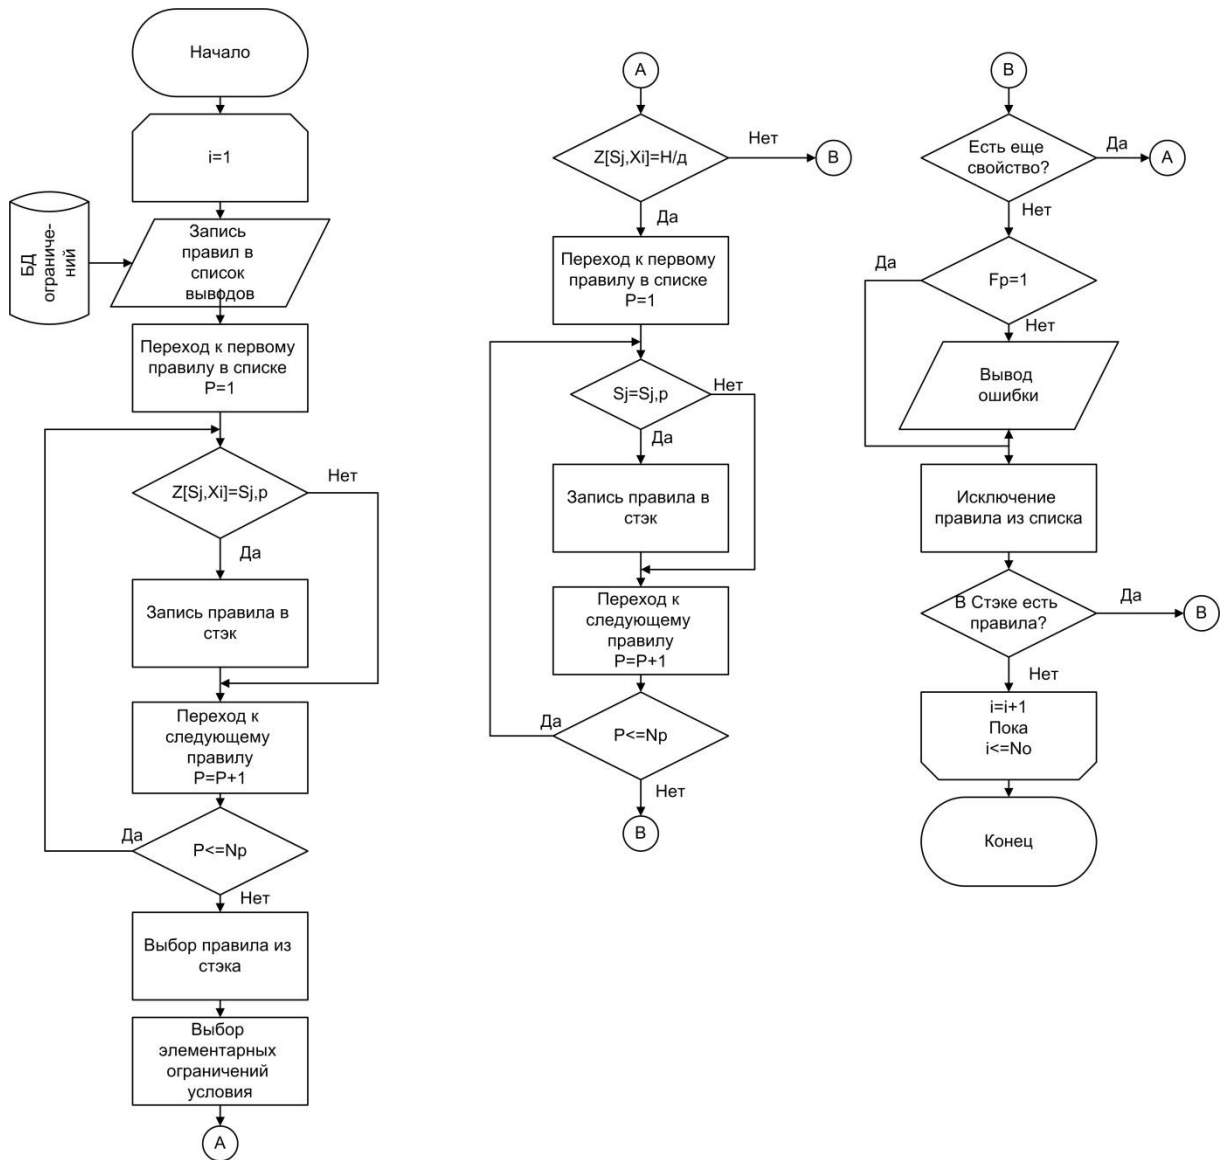 Начало
i=1
БД
ограниче-
ний
Запись
правил в
список
выводов
Переход к первому
правилу в списке
P=1
Z[Sj,Xi]=Sj,p
Нет
Да
Запись правила в
стэк
Переход к
следующему
правилу
P=P+1
Да
P<=Np
Нет
Выбор правила из
стэка
Выбор
элементарных
ограничений
условия
А
А
Z[Sj,Xi]=Н/д
Нет
В
Да
Переход к первому
правилу в списке
P=1
Sj=Sj,p
Нет
Да
Запись правила в
стэк
Переход к
следующему
правилу
P=P+1
Да
P<=Np
Нет
В
В
Есть еще
свойство?
Да
А
Нет
Да
Fp=1
Нет
Вывод
ошибки
Исключение
правила из списка
В Стэке есть
правила?
Да
В
Нет
i=i+1
Пока
i<=No
Конец